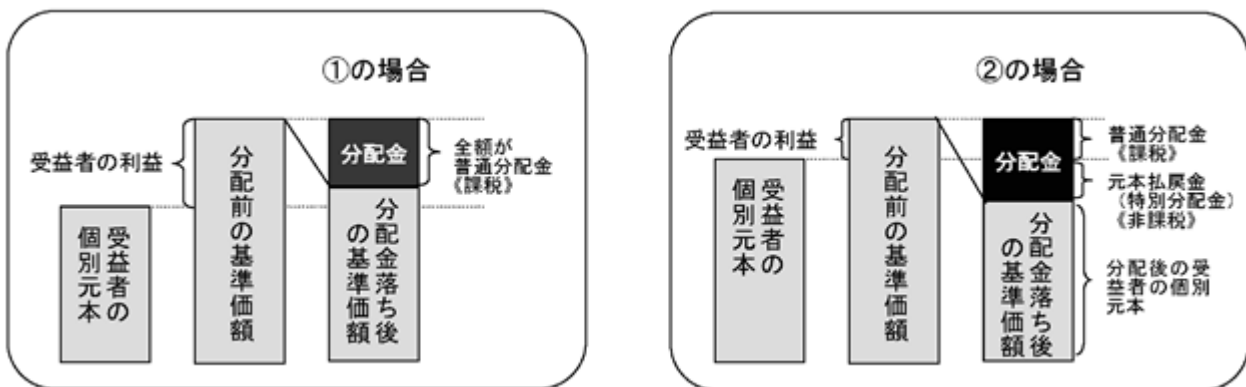 ①の場合
受益者の利益
受益者の
個別元本
分配前の基準価額
分配金
分配金落ち後
の基準価額
全額が
普通分配金
《課税》
②の場合
受益者の利益
受益者の
個別元本
分配前の基準価額
分配金
分配金落ち後
の基準価額
普通分配金
《課税》
元本払戻金
(特別分配金)
《非課税》
分配後の受
益者の個別
元本